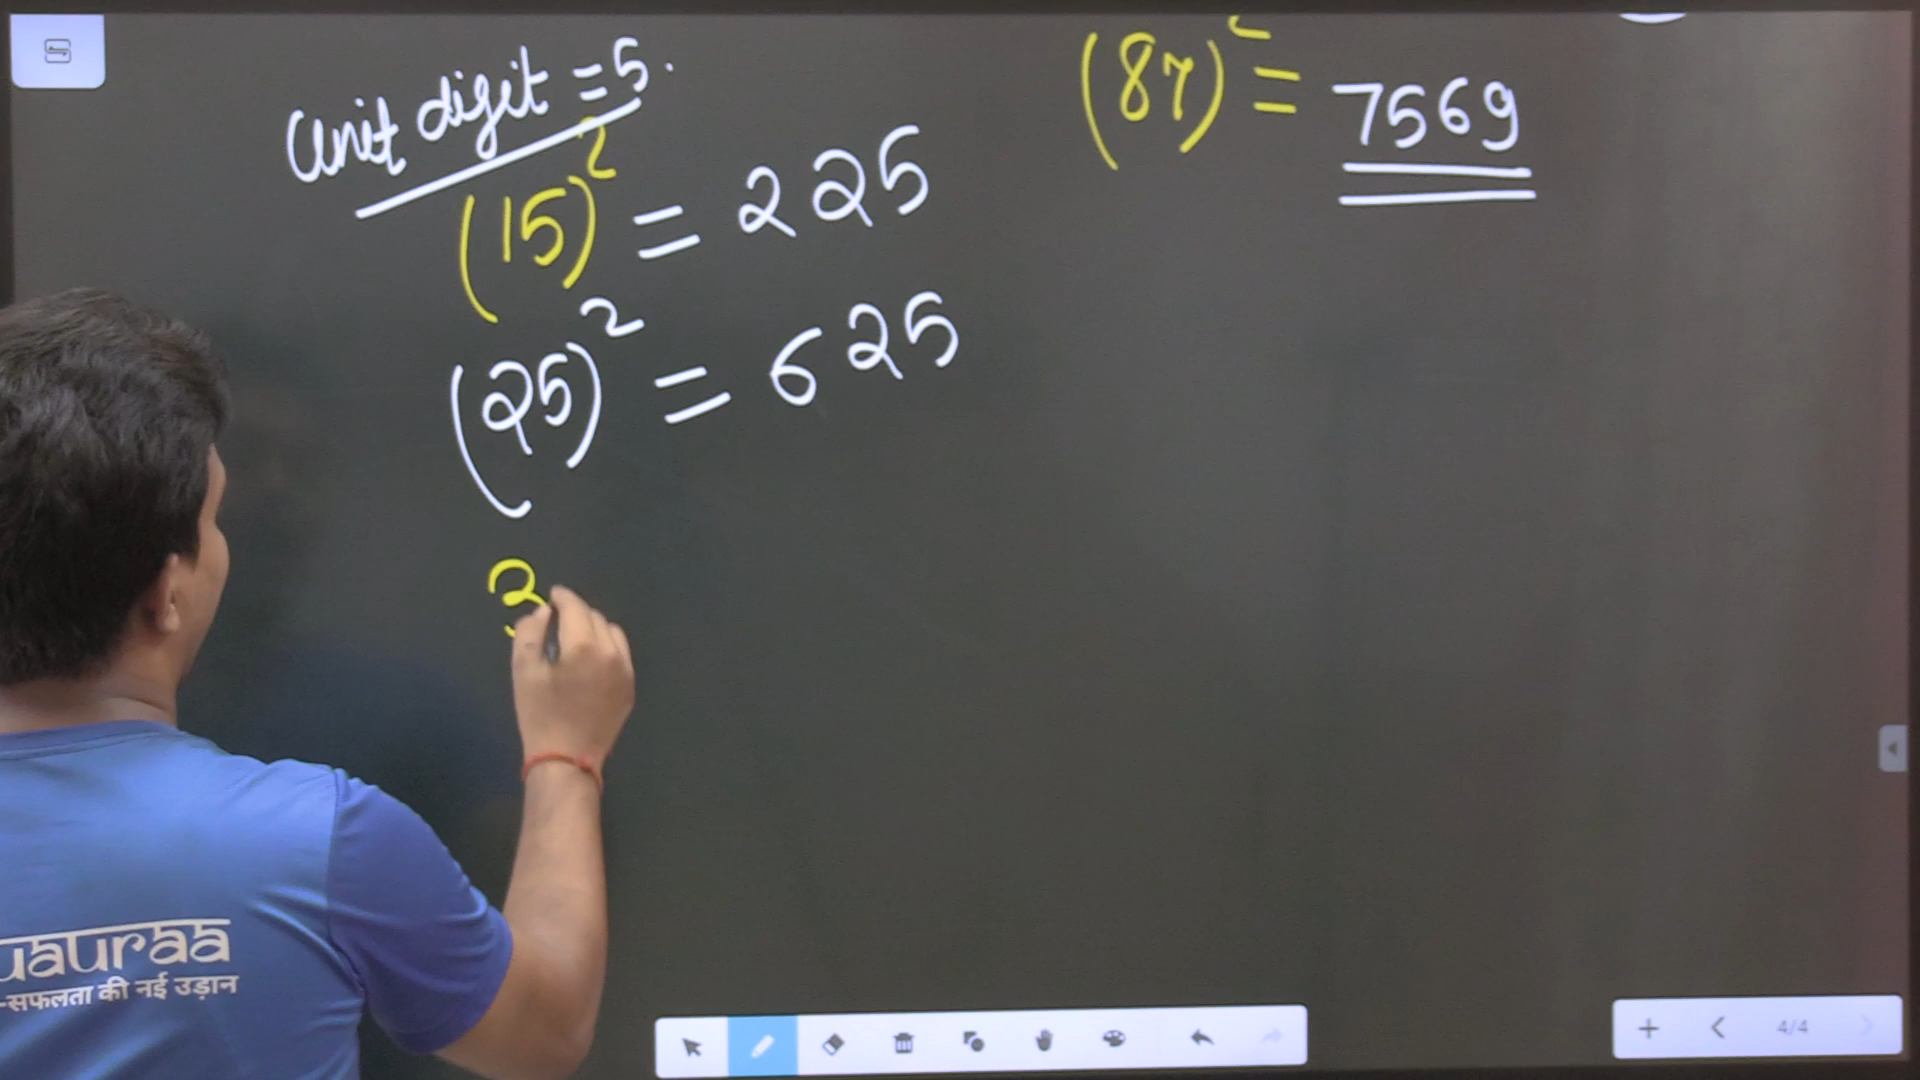 Unit digit = 5.
(15)² = 225
(25)² = 625
3
(87)² = 7569
uauraa
-सफलता की नई उड़ान
4/4